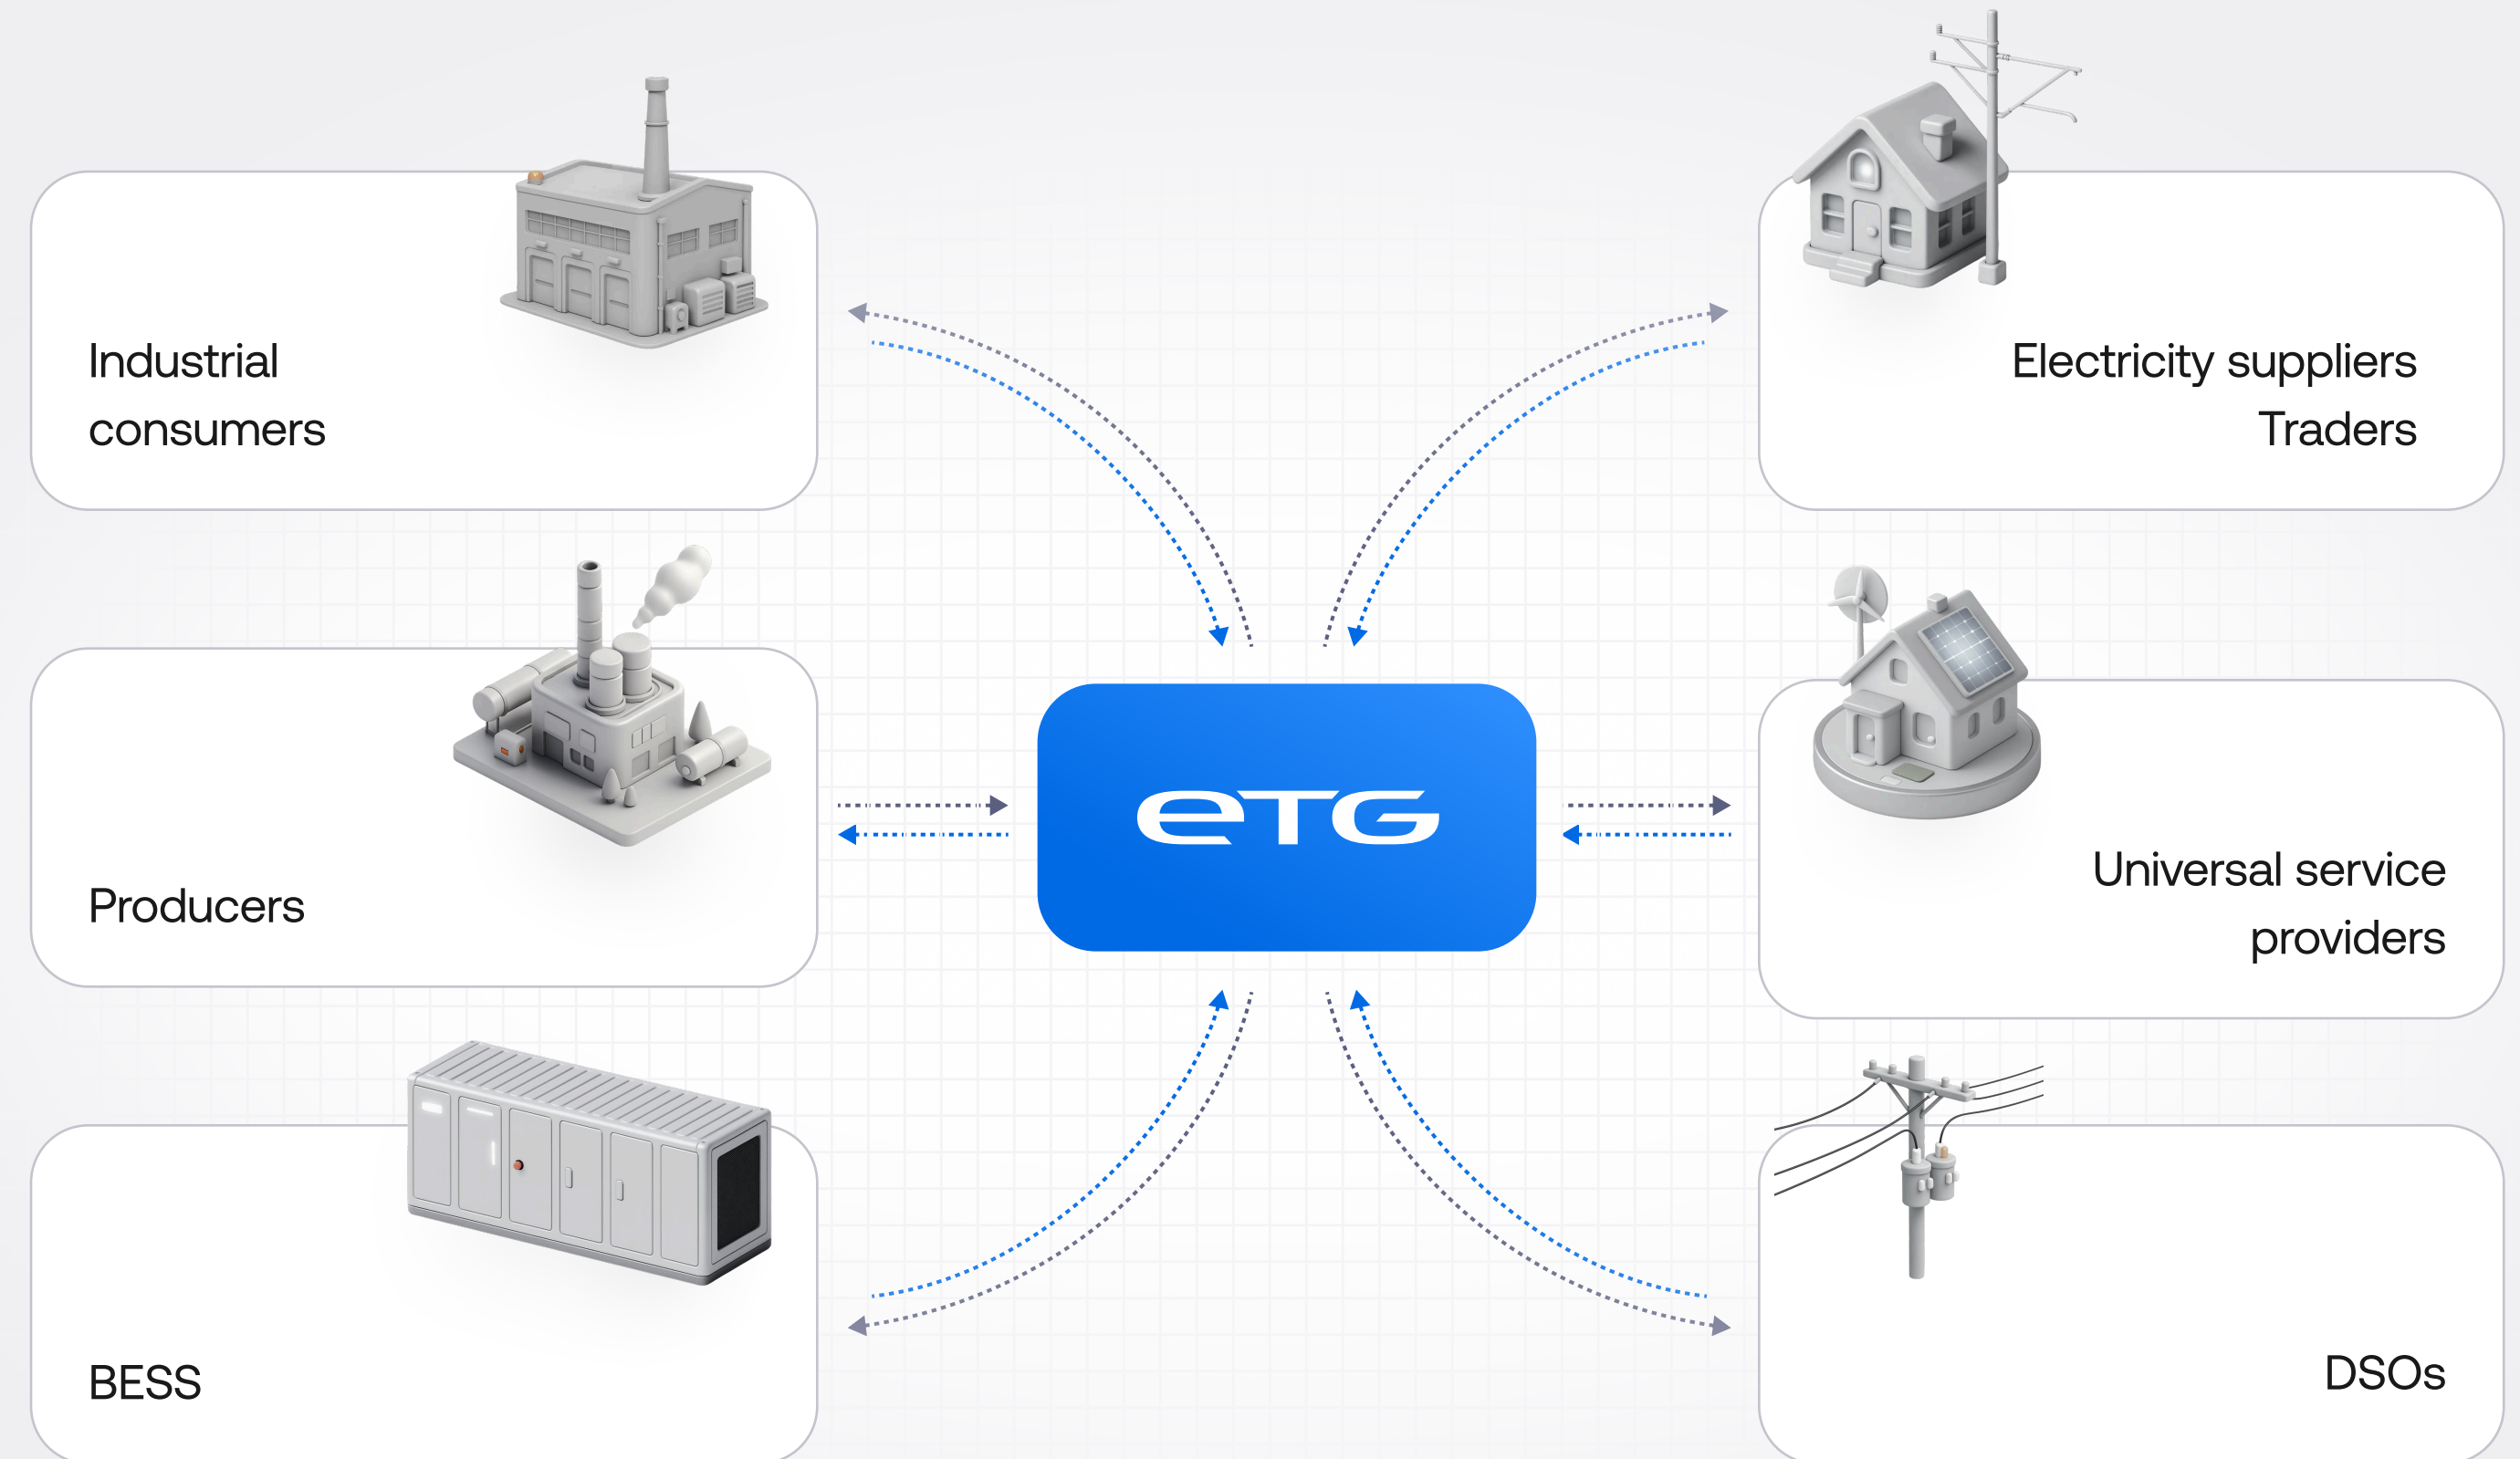 Industrial
consumers
Electricity suppliers
Traders
Producers
eTG
Universal service
providers
BESS
DSOs